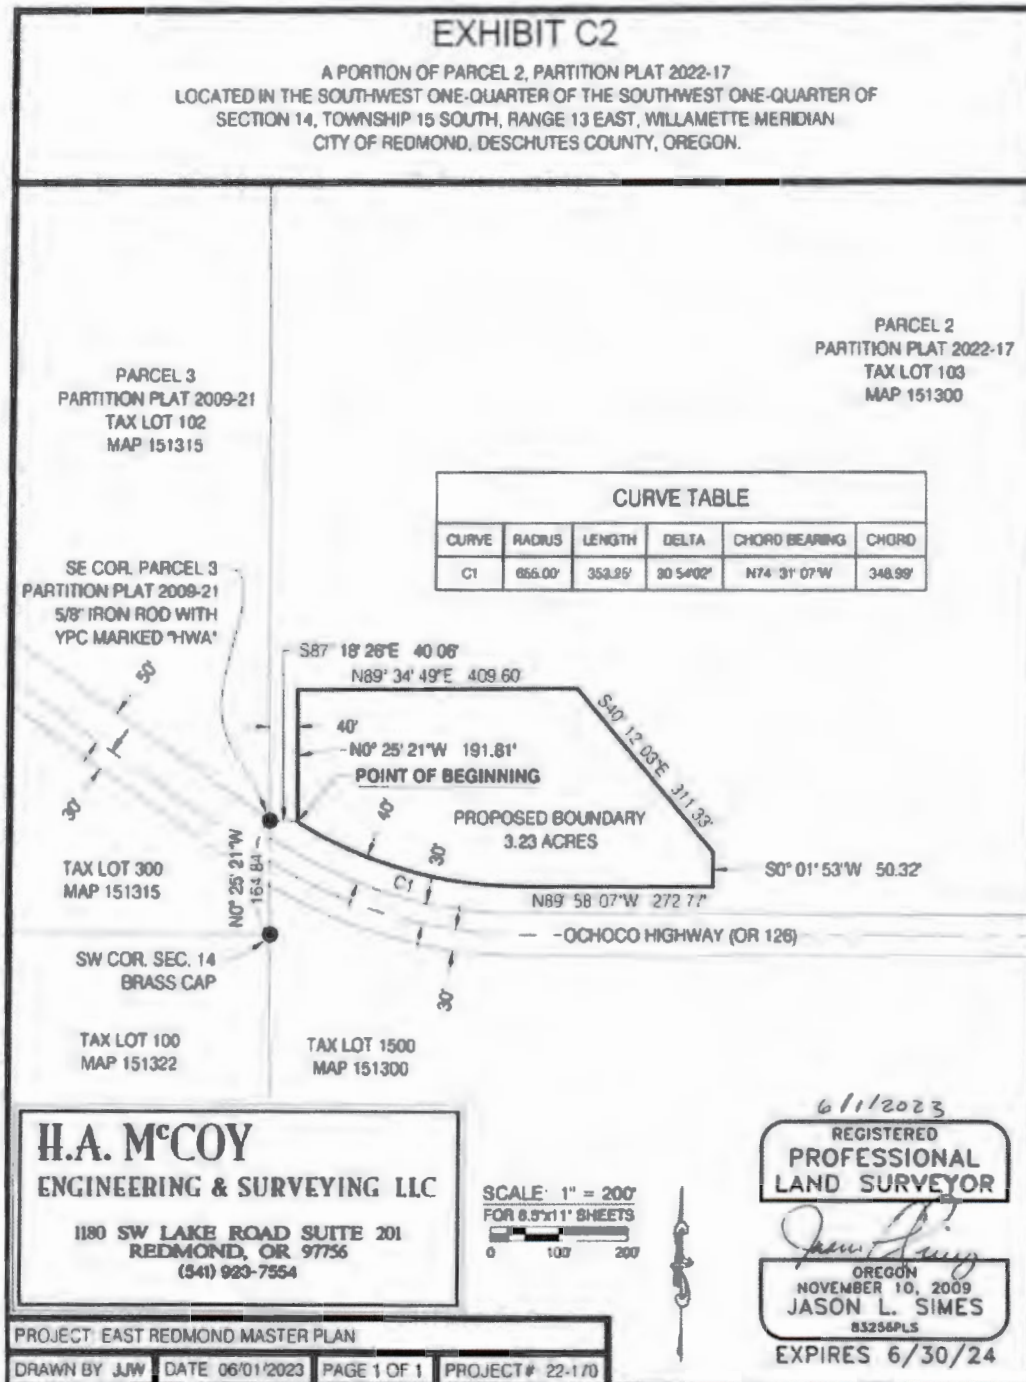 EXHIBIT C2
A PORTION OF PARCEL 2, PARTITION PLAT 2022-17
LOCATED IN THE SOUTHWEST ONE-QUARTER OF THE SOUTHWEST ONE-QUARTER OF
SECTION 14, TOWNSHIP 15 SOUTH, RANGE 13 EAST, WILLAMETTE MERIDIAN
CITY OF REDMOND, DESCHUTES COUNTY, OREGON.
PARCEL 2
PARTITION PLAT 2022-17
TAX LOT 103
MAP 151300
PARCEL 3
PARTITION PLAT 2009-21
TAX LOT 102
MAP 151315
CURVE TABLE
CURVE RADIUS LENGTH DELTA CHORD BEARING CHORD
C1 655.00' 353.25' 30 54'02" N74 31' 07"W 348.99'
SE COR. PARCEL 3
PARTITION PLAT 2009-21
5/8" IRON ROD WITH
YPC MARKED "HWA"
S87 18' 26"E 40 06'
N89° 34' 49"E 409.60'
50'
40'
N0° 25' 21"W 191.81'
POINT OF BEGINNING
S40° 12' 03"E 311.33'
30'
40'
PROPOSED BOUNDARY
3.23 ACRES
30'
C1
TAX LOT 300
MAP 151315
N0° 25' 21"W
164 84
S0° 01' 53"W 50.32'
N89 58' 07"W 272 77'
OCHOCO HIGHWAY (OR 126)
SW COR. SEC. 14
BRASS CAP
30'
TAX LOT 100
MAP 151322
TAX LOT 1500
MAP 151300
H.A. McCOY
ENGINEERING & SURVEYING LLC
1180 SW LAKE ROAD SUITE 201
REDMOND, OR 97756
(541) 923-7554
SCALE: 1" = 200'
FOR 8.5"x11" SHEETS
0 100' 200'
6/1/2023
REGISTERED
PROFESSIONAL
LAND SURVEYOR
OREGON
NOVEMBER 10, 2009
JASON L. SIMES
83256PLS
EXPIRES 6/30/24
PROJECT: EAST REDMOND MASTER PLAN
DRAWN BY JJW DATE 06/01/2023 PAGE 1 OF 1 PROJECT# 22-170